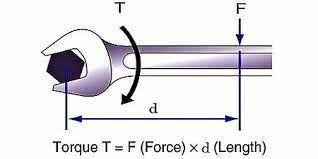 T F
d
Torque T = F (Force) × d (Length)